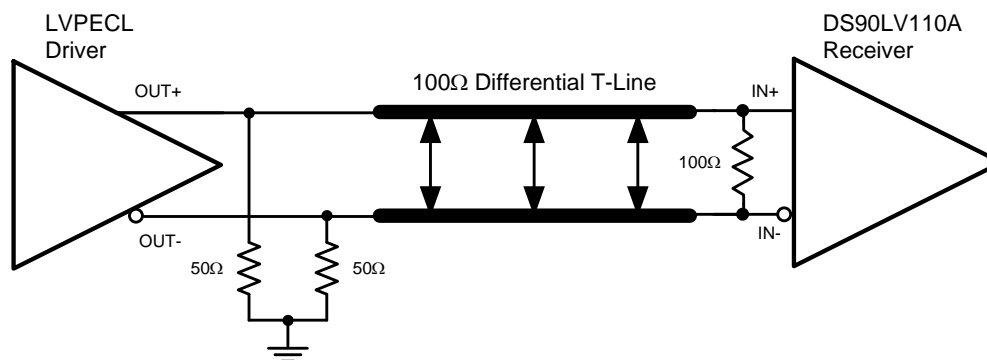 LVPECL
Driver
DS90LV110A
Receiver
OUT+
100Ω Differential T-Line
IN+
100Ω
OUT-
IN-
50Ω
50Ω